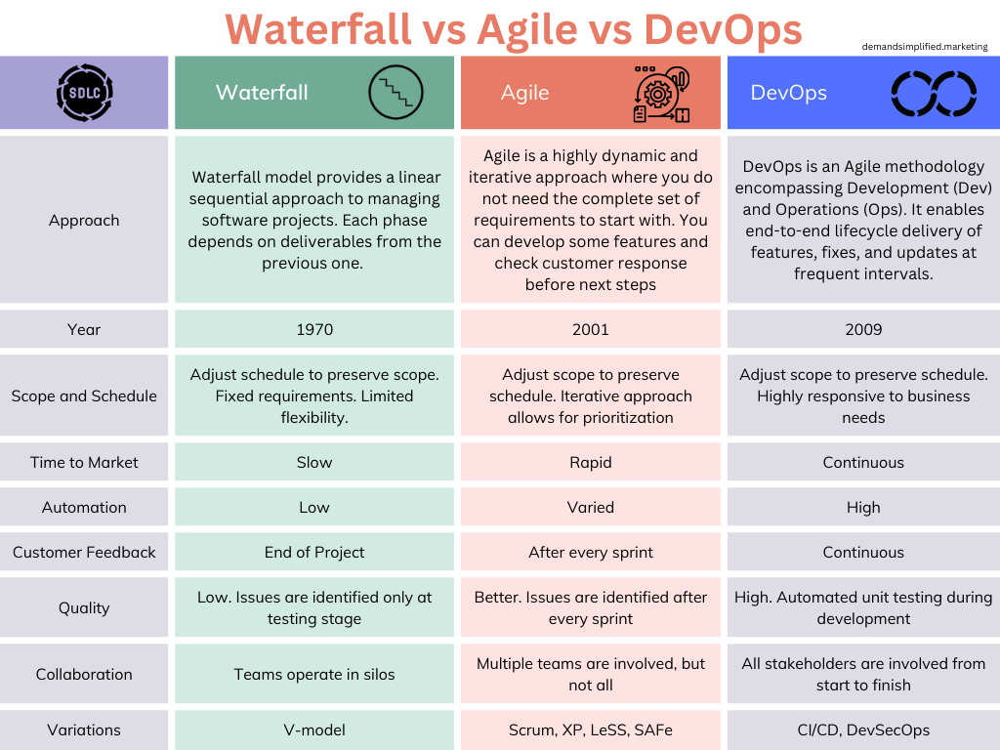 Waterfall vs Agile vs DevOps
demandsimplified.marketing
SDLC
Waterfall
Agile
DevOps
Approach
Waterfall model provides a linear
sequential approach to managing
software projects. Each phase
depends on deliverables from the
previous one.
Agile is a highly dynamic and
iterative approach where you do
not need the complete set of
requirements to start with. You
can develop some features and
check customer response
before next steps
DevOps is an Agile methodology
encompassing Development (Dev)
and Operations (Ops). It enables
end-to-end lifecycle delivery of
features, fixes, and updates at
frequent intervals.
Year
1970
2001
2009
Scope and Schedule
Adjust schedule to preserve scope.
Fixed requirements. Limited
flexibility.
Adjust scope to preserve
schedule. Iterative approach
allows for prioritization
Adjust scope to preserve schedule.
Highly responsive to business
needs
Time to Market
Slow
Rapid
Continuous
Automation
Low
Varied
High
Customer Feedback
End of Project
After every sprint
Continuous
Quality
Low. Issues are identified only at
testing stage
Better. Issues are identified after
every sprint
High. Automated unit testing during
development
Collaboration
Teams operate in silos
Multiple teams are involved, but
not all
All stakeholders are involved from
start to finish
Variations
V-model
Scrum, XP, LeSS, SAFe
CI/CD, DevSecOps